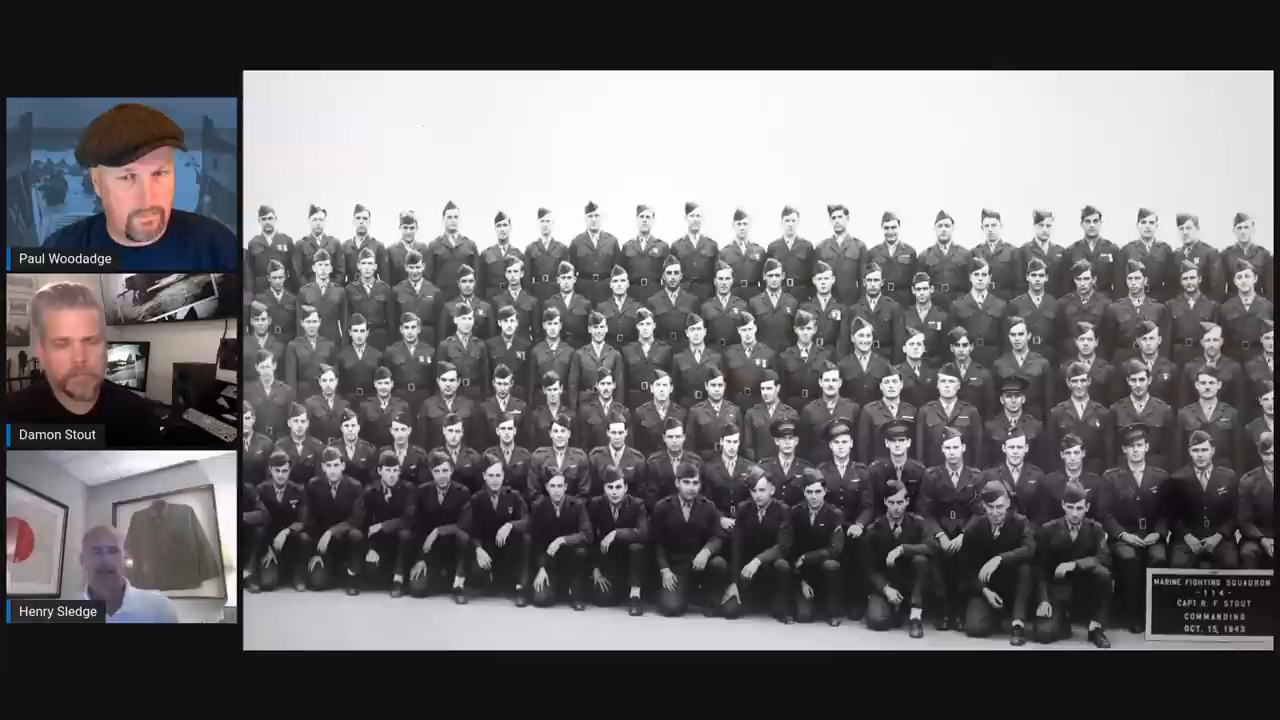 Paul Woodadge
Damon Stout
Henry Sledge
MARINE FIGHTING SQUADRON
-114-
CAPT R. F STOUT
COMMANDING
OCT. 15, 1943